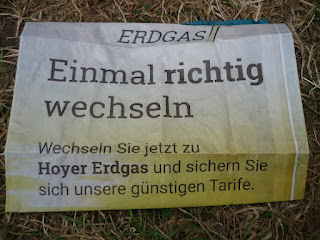 ERDGAS
Einmal richtig
wechseln
Wechseln Sie jetzt zu
Hoyer Erdgas und sichern Sie
sich unsere günstigen Tarife.